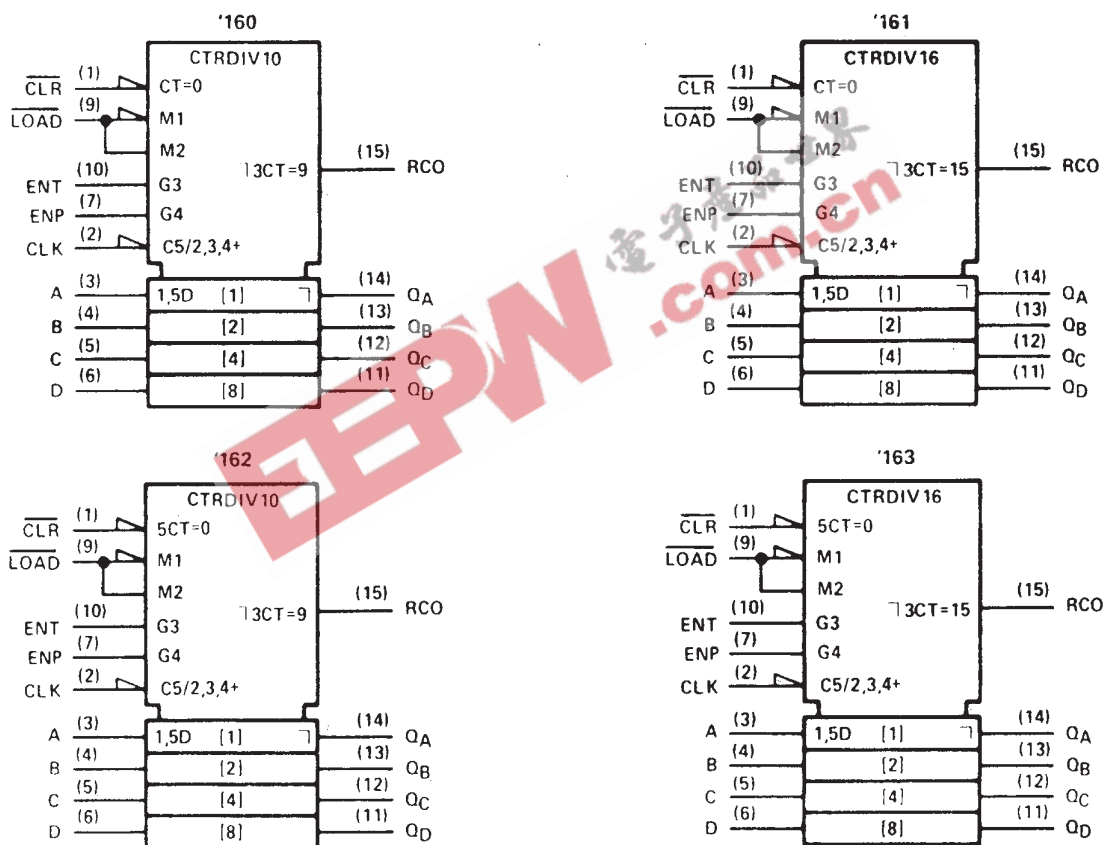 '160
CTRDIV10
C̅L̅R̅ (1) CT=0
L̅O̅A̅D̅ (9) M1
M2
ENT (10) G3
ENP (7) G4
CLK (2) C5/2,3,4+
⌝3CT=9 (15) RCO
A (3) 1,5D [1] ⌝ (14) QA
B (4) [2] (13) QB
C (5) [4] (12) QC
D (6) [8] (11) QD
'161
CTRDIV16
C̅L̅R̅ (1) CT=0
L̅O̅A̅D̅ (9) M1
M2
ENT (10) G3
ENP (7) G4
CLK (2) C5/2,3,4+
⌝3CT=15 (15) RCO
A (3) 1,5D [1] ⌝ (14) QA
B (4) [2] (13) QB
C (5) [4] (12) QC
D (6) [8] (11) QD
'162
CTRDIV10
C̅L̅R̅ (1) 5CT=0
L̅O̅A̅D̅ (9) M1
M2
ENT (10) G3
ENP (7) G4
CLK (2) C5/2,3,4+
⌝3CT=9 (15) RCO
A (3) 1,5D [1] ⌝ (14) QA
B (4) [2] (13) QB
C (5) [4] (12) QC
D (6) [8] (11) QD
'163
CTRDIV16
C̅L̅R̅ (1) 5CT=0
L̅O̅A̅D̅ (9) M1
M2
ENT (10) G3
ENP (7) G4
CLK (2) C5/2,3,4+
⌝3CT=15 (15) RCO
A (3) 1,5D [1] ⌝ (14) QA
B (4) [2] (13) QB
C (5) [4] (12) QC
D (6) [8] (11) QD
電子產品世界
EEPW.com.cn